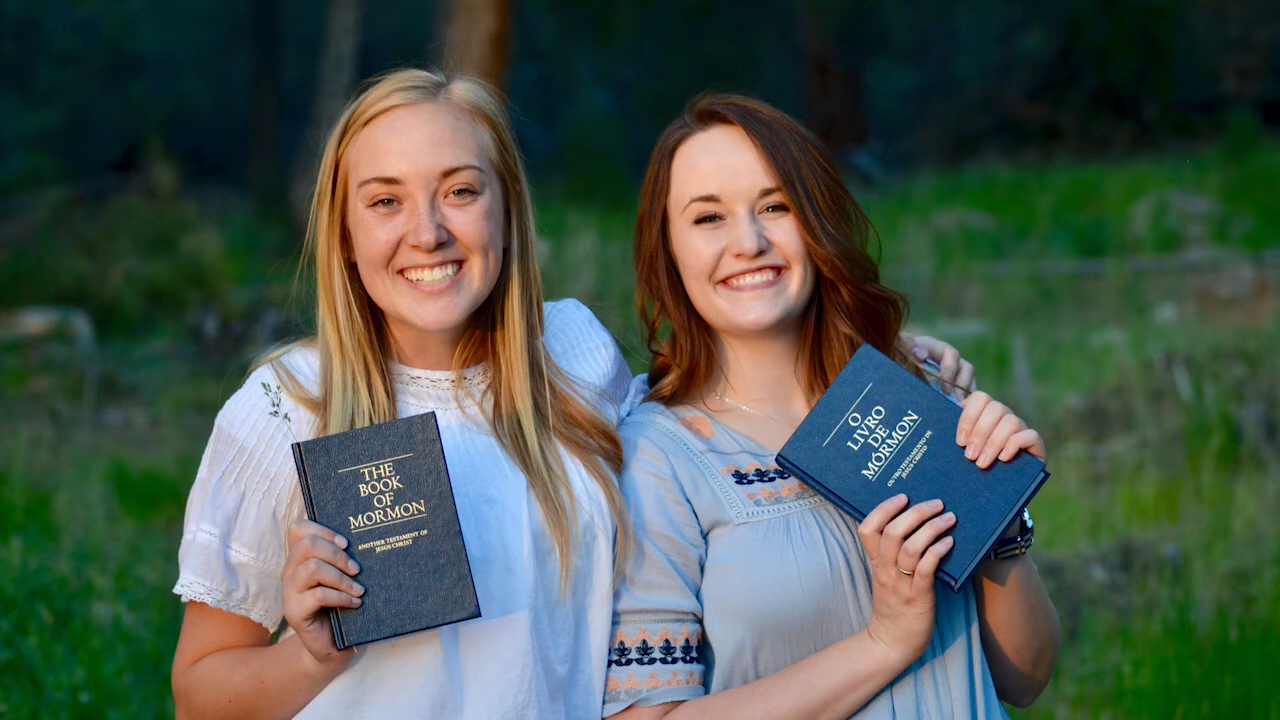 THE
BOOK
OF
MORMON
ANOTHER TESTAMENT OF
JESUS CHRIST
O
LIVRO
DE
MÓRMON
OUTRO TESTAMENTO DE
JESUS CRISTO